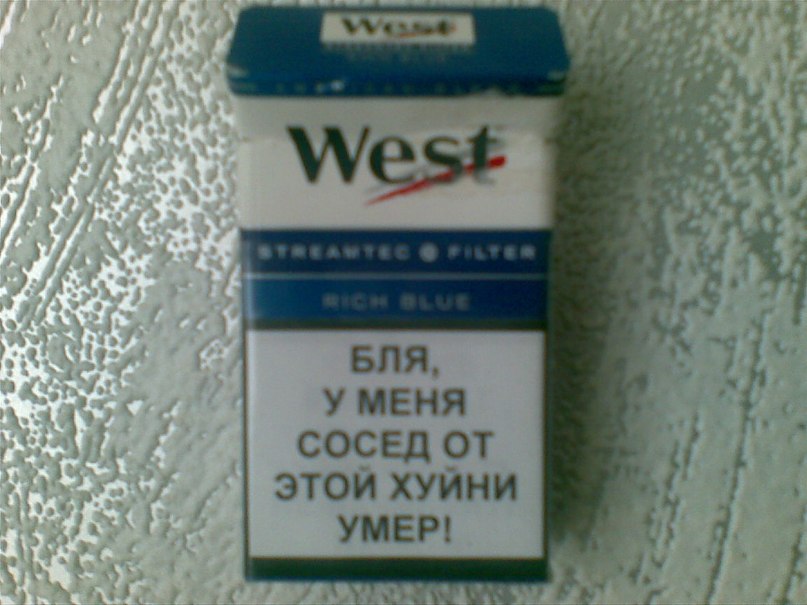 West
West
STREAMTEC FILTER
RICH BLUE
БЛЯ,
У МЕНЯ
СОСЕД ОТ
ЭТОЙ ХУЙНИ
УМЕР!